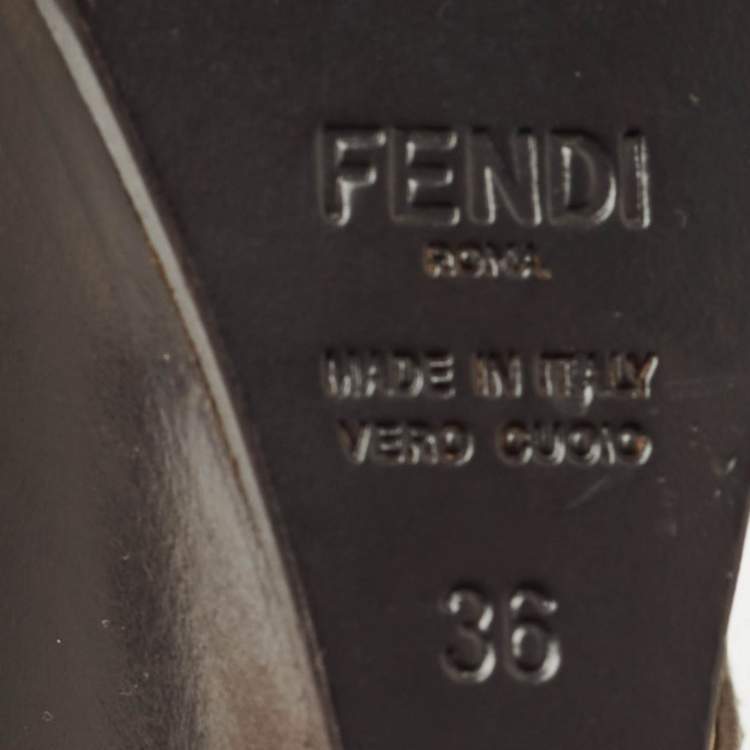 FENDI
ROMA
MADE IN ITALY
VERO CUOIO
36